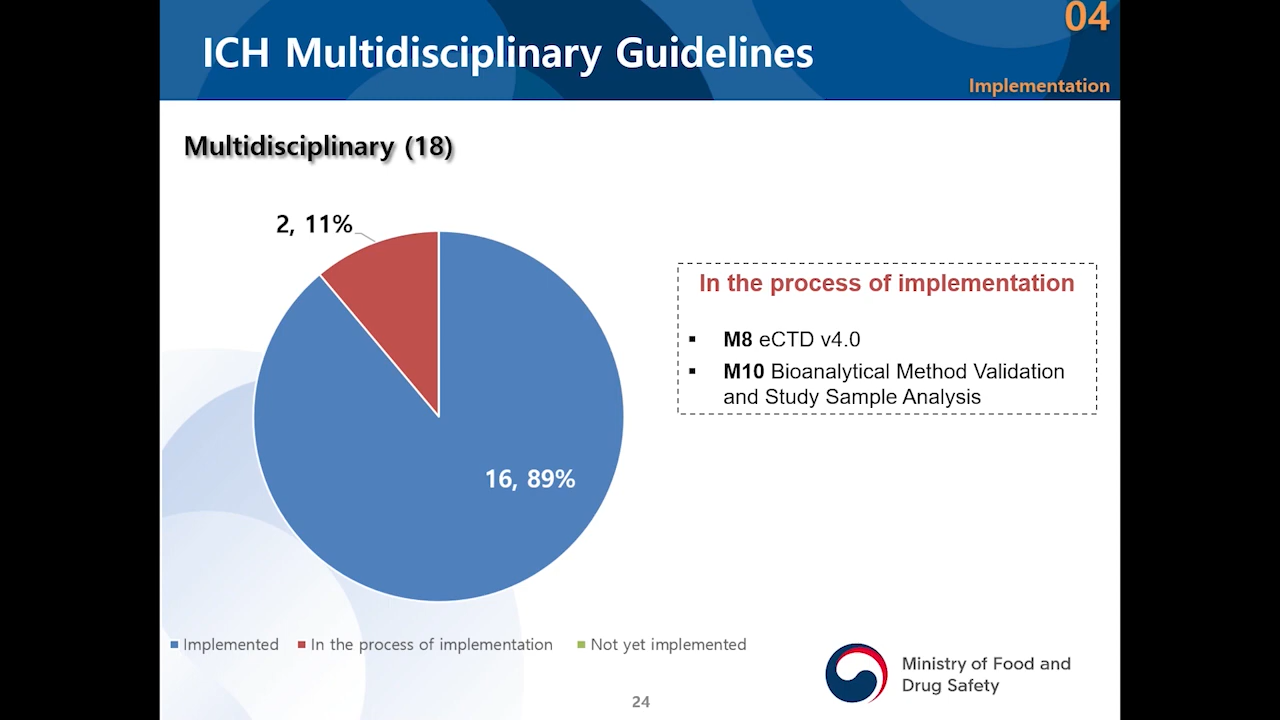 04
ICH Multidisciplinary Guidelines
Implementation
Multidisciplinary (18)
2, 11%
16, 89%
In the process of implementation
▪ M8 eCTD v4.0
▪ M10 Bioanalytical Method Validation
and Study Sample Analysis
Implemented In the process of implementation Not yet implemented
Ministry of Food and
Drug Safety
24